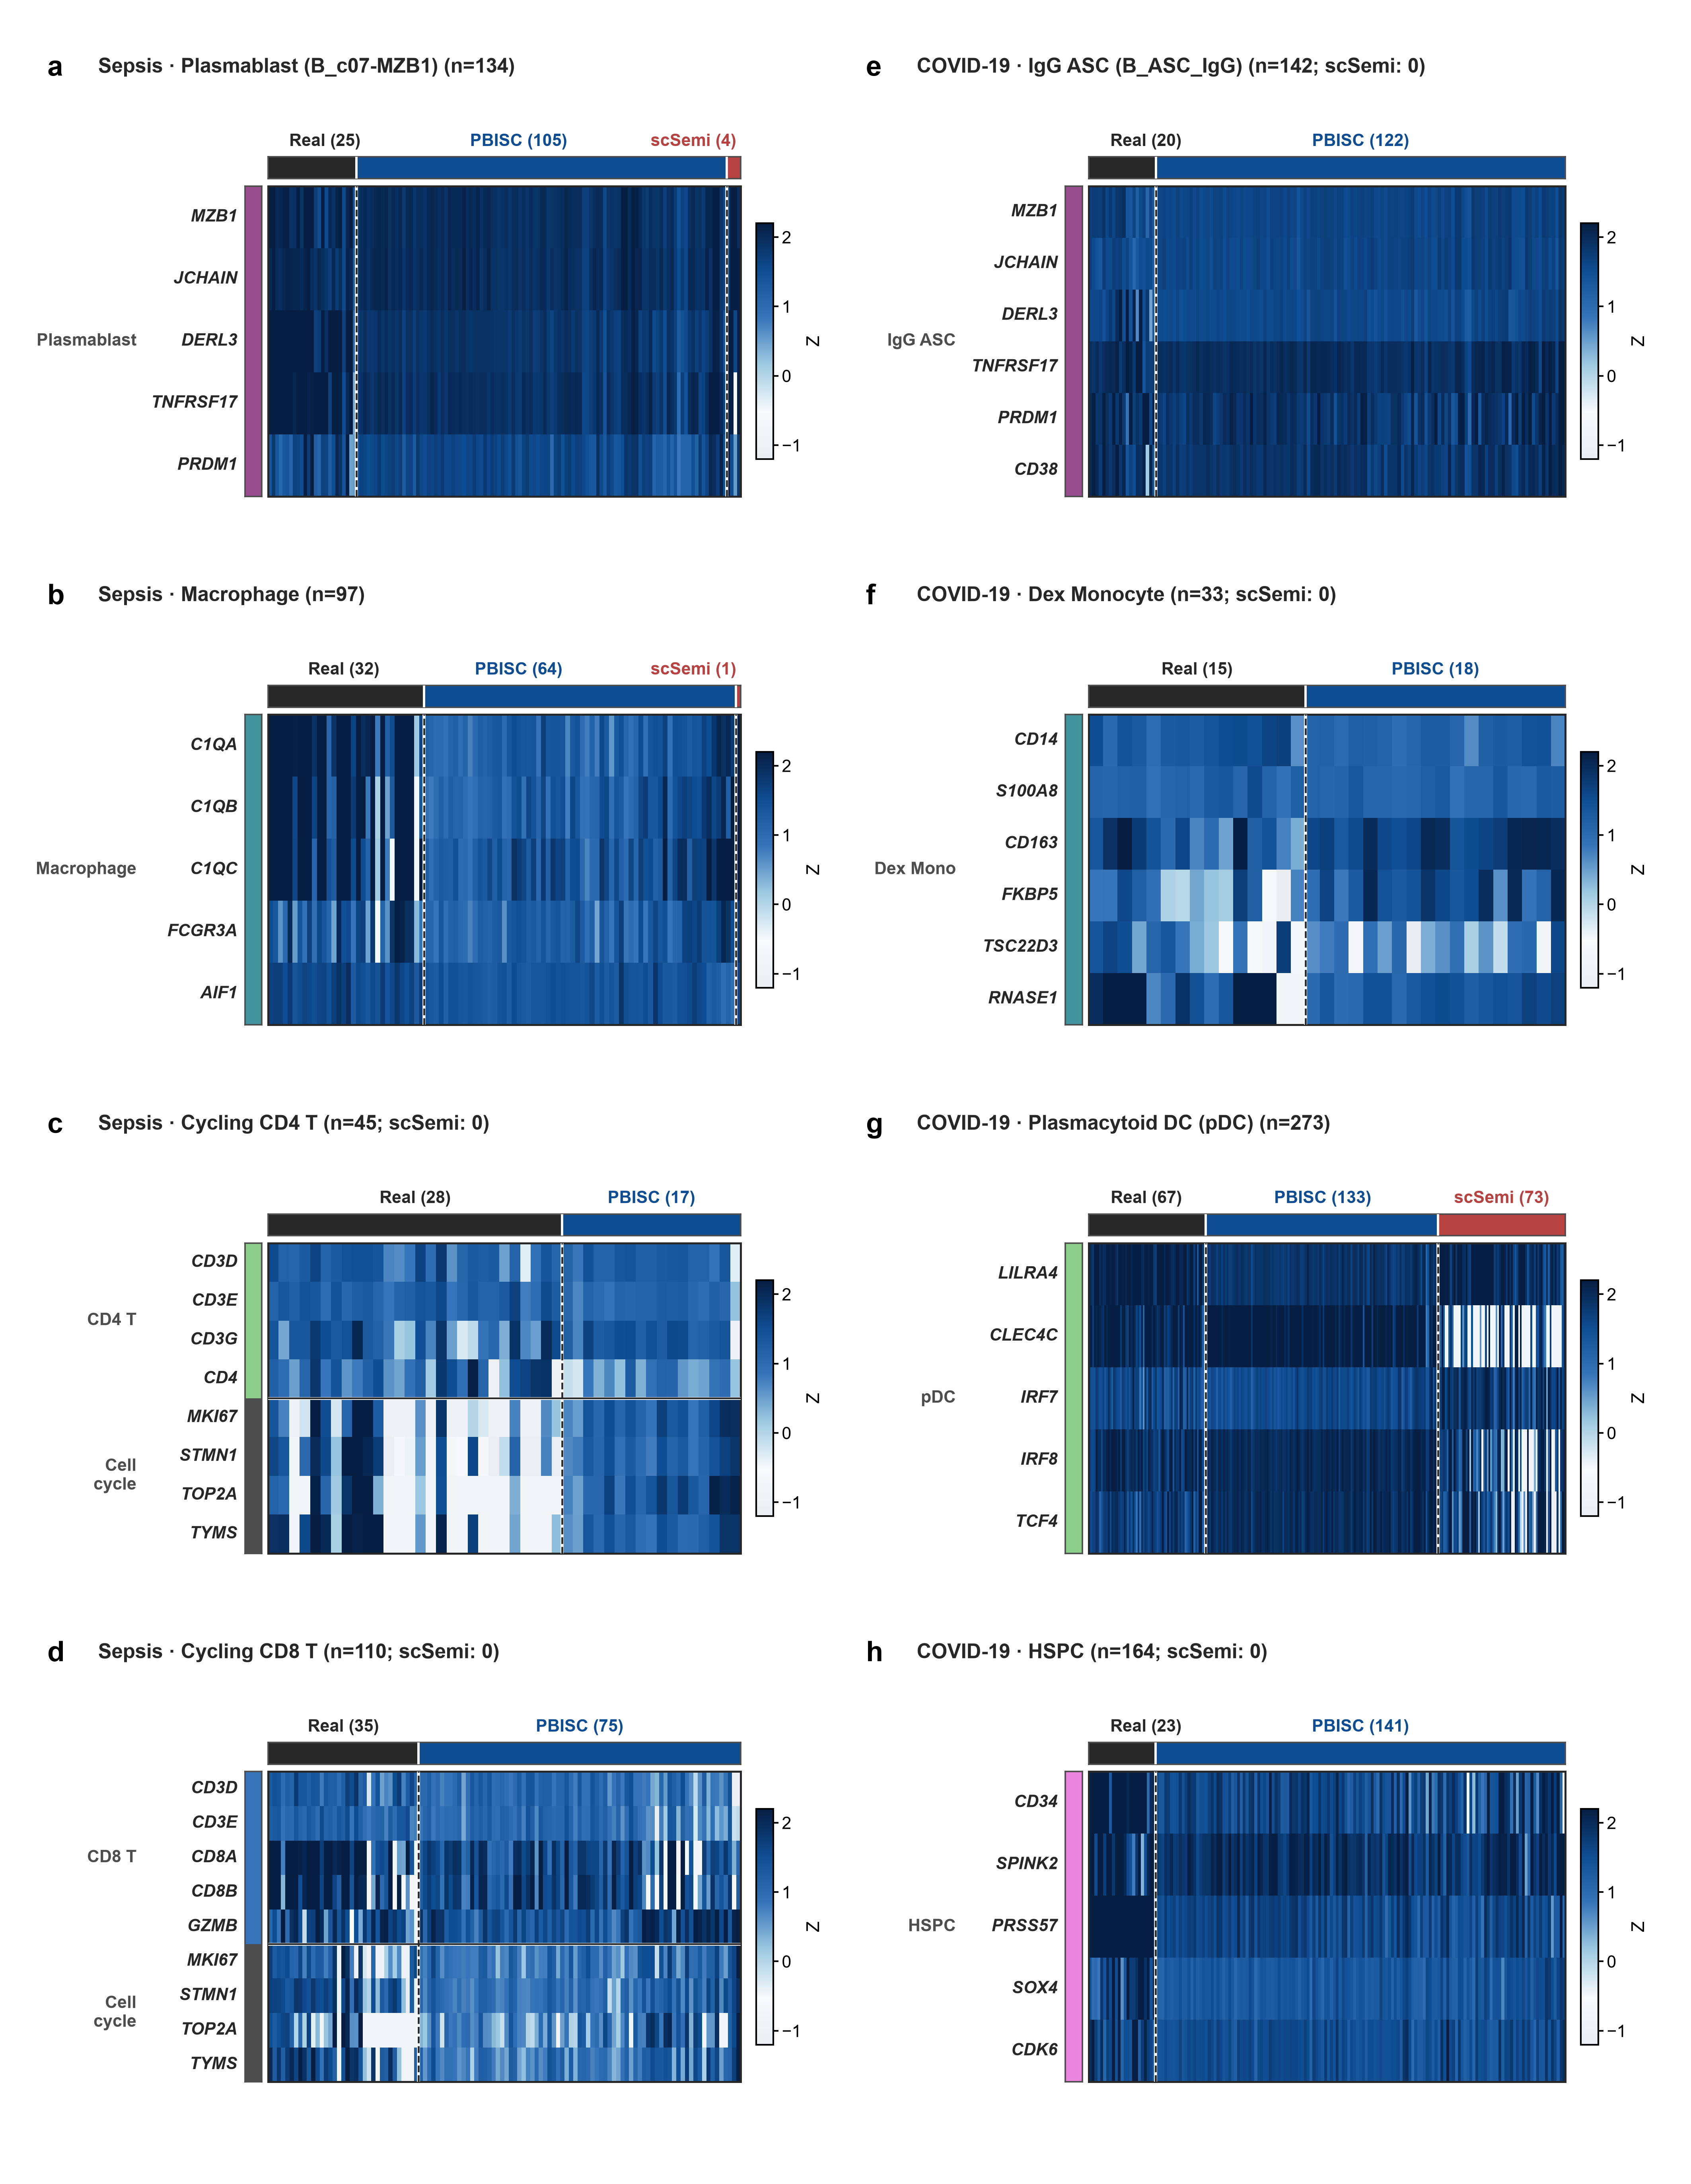 a Sepsis · Plasmablast (B_c07-MZB1) (n=134)
Real (25) PBISC (105) scSemi (4)
MZB1
JCHAIN
Plasmablast DERL3
TNFRSF17
PRDM1
2
1
0
−1
Z
e COVID-19 · IgG ASC (B_ASC_IgG) (n=142; scSemi: 0)
Real (20) PBISC (122)
MZB1
JCHAIN
DERL3
IgG ASC
TNFRSF17
PRDM1
CD38
2
1
0
−1
Z
b Sepsis · Macrophage (n=97)
Real (32) PBISC (64) scSemi (1)
C1QA
C1QB
Macrophage C1QC
FCGR3A
AIF1
2
1
0
−1
Z
f COVID-19 · Dex Monocyte (n=33; scSemi: 0)
Real (15) PBISC (18)
CD14
S100A8
CD163
Dex Mono
FKBP5
TSC22D3
RNASE1
2
1
0
−1
Z
c Sepsis · Cycling CD4 T (n=45; scSemi: 0)
Real (28) PBISC (17)
CD3D
CD3E
CD4 T
CD3G
CD4
MKI67
STMN1
Cell
cycle
TOP2A
TYMS
2
1
0
−1
Z
g COVID-19 · Plasmacytoid DC (pDC) (n=273)
Real (67) PBISC (133) scSemi (73)
LILRA4
CLEC4C
pDC IRF7
IRF8
TCF4
2
1
0
−1
Z
d Sepsis · Cycling CD8 T (n=110; scSemi: 0)
Real (35) PBISC (75)
CD3D
CD3E
CD8 T CD8A
CD8B
GZMB
MKI67
STMN1
Cell
cycle
TOP2A
TYMS
2
1
0
−1
Z
h COVID-19 · HSPC (n=164; scSemi: 0)
Real (23) PBISC (141)
CD34
SPINK2
HSPC PRSS57
SOX4
CDK6
2
1
0
−1
Z